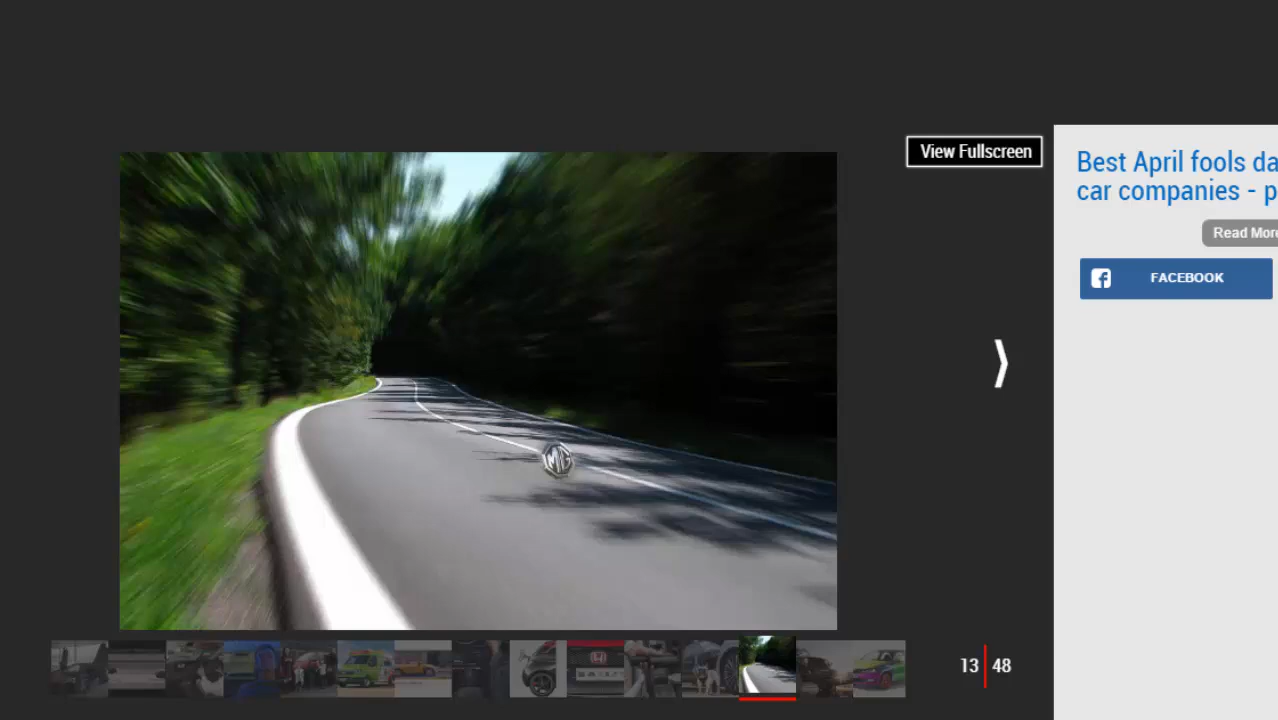 View Fullscreen
Best April fools da
car companies - p
Read More
FACEBOOK
MG
13
48